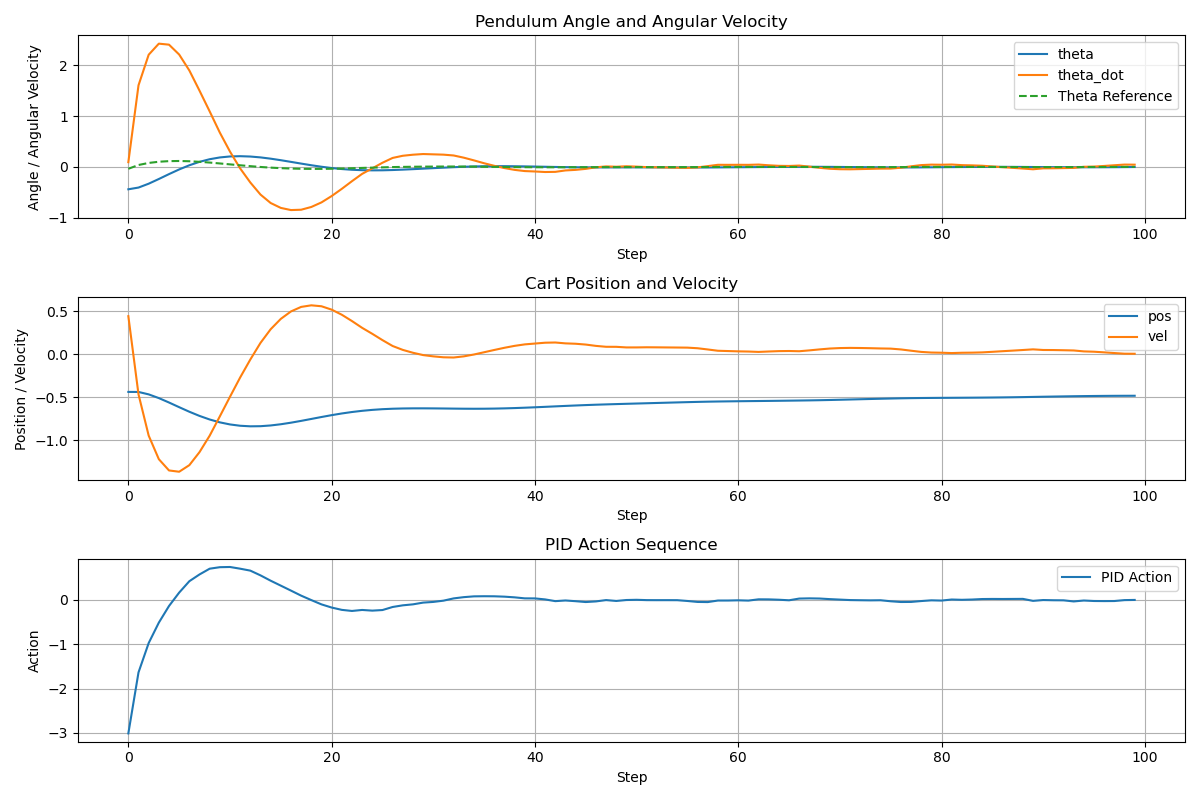 Pendulum Angle and Angular Velocity
Angle / Angular Velocity
2
1
0
−1
theta
theta_dot
Theta Reference
0 20 40 60 80 100
Step
Cart Position and Velocity
Position / Velocity
0.5
0.0
−0.5
−1.0
pos
vel
0 20 40 60 80 100
Step
PID Action Sequence
Action
0
−1
−2
−3
PID Action
0 20 40 60 80 100
Step